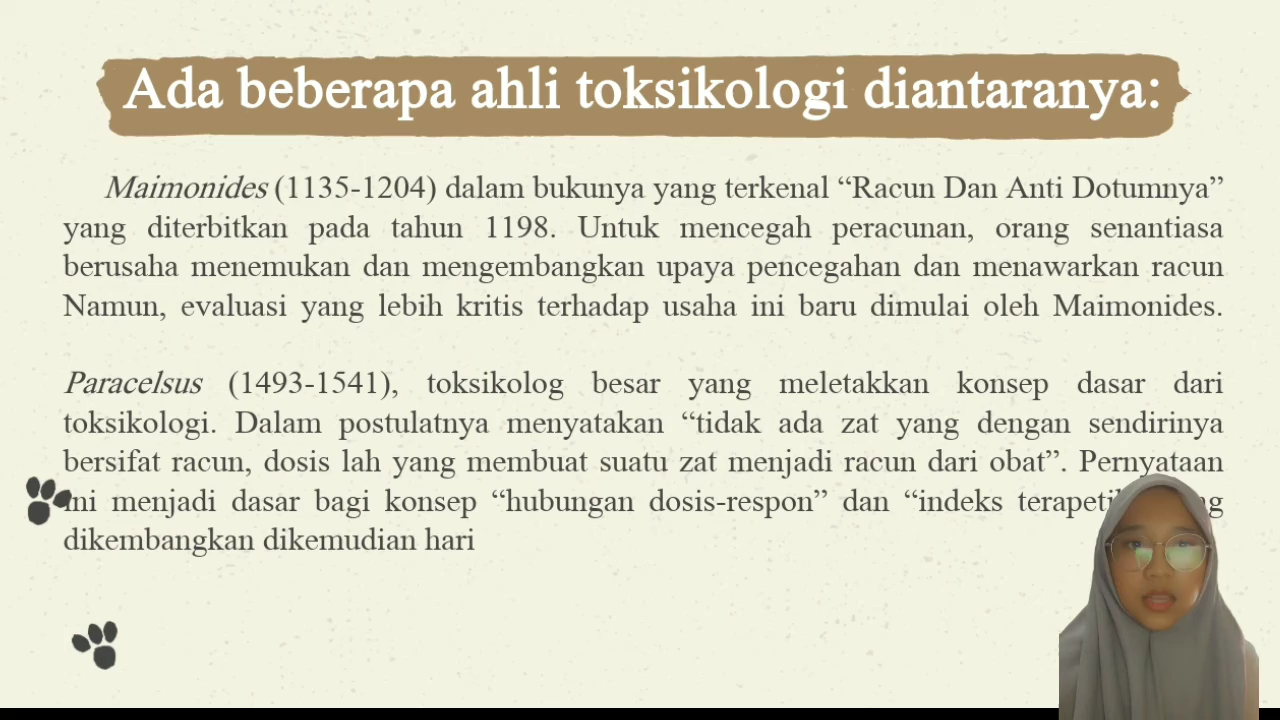 Ada beberapa ahli toksikologi diantaranya:
Maimonides (1135-1204) dalam bukunya yang terkenal “Racun Dan Anti Dotumnya”
yang diterbitkan pada tahun 1198. Untuk mencegah peracunan, orang senantiasa
berusaha menemukan dan mengembangkan upaya pencegahan dan menawarkan racun
Namun, evaluasi yang lebih kritis terhadap usaha ini baru dimulai oleh Maimonides.
Paracelsus (1493-1541), toksikolog besar yang meletakkan konsep dasar dari
toksikologi. Dalam postulatnya menyatakan “tidak ada zat yang dengan sendirinya
bersifat racun, dosis lah yang membuat suatu zat menjadi racun dari obat”. Pernyataan
ini menjadi dasar bagi konsep “hubungan dosis-respon” dan “indeks
dikembangkan dikemudian hari